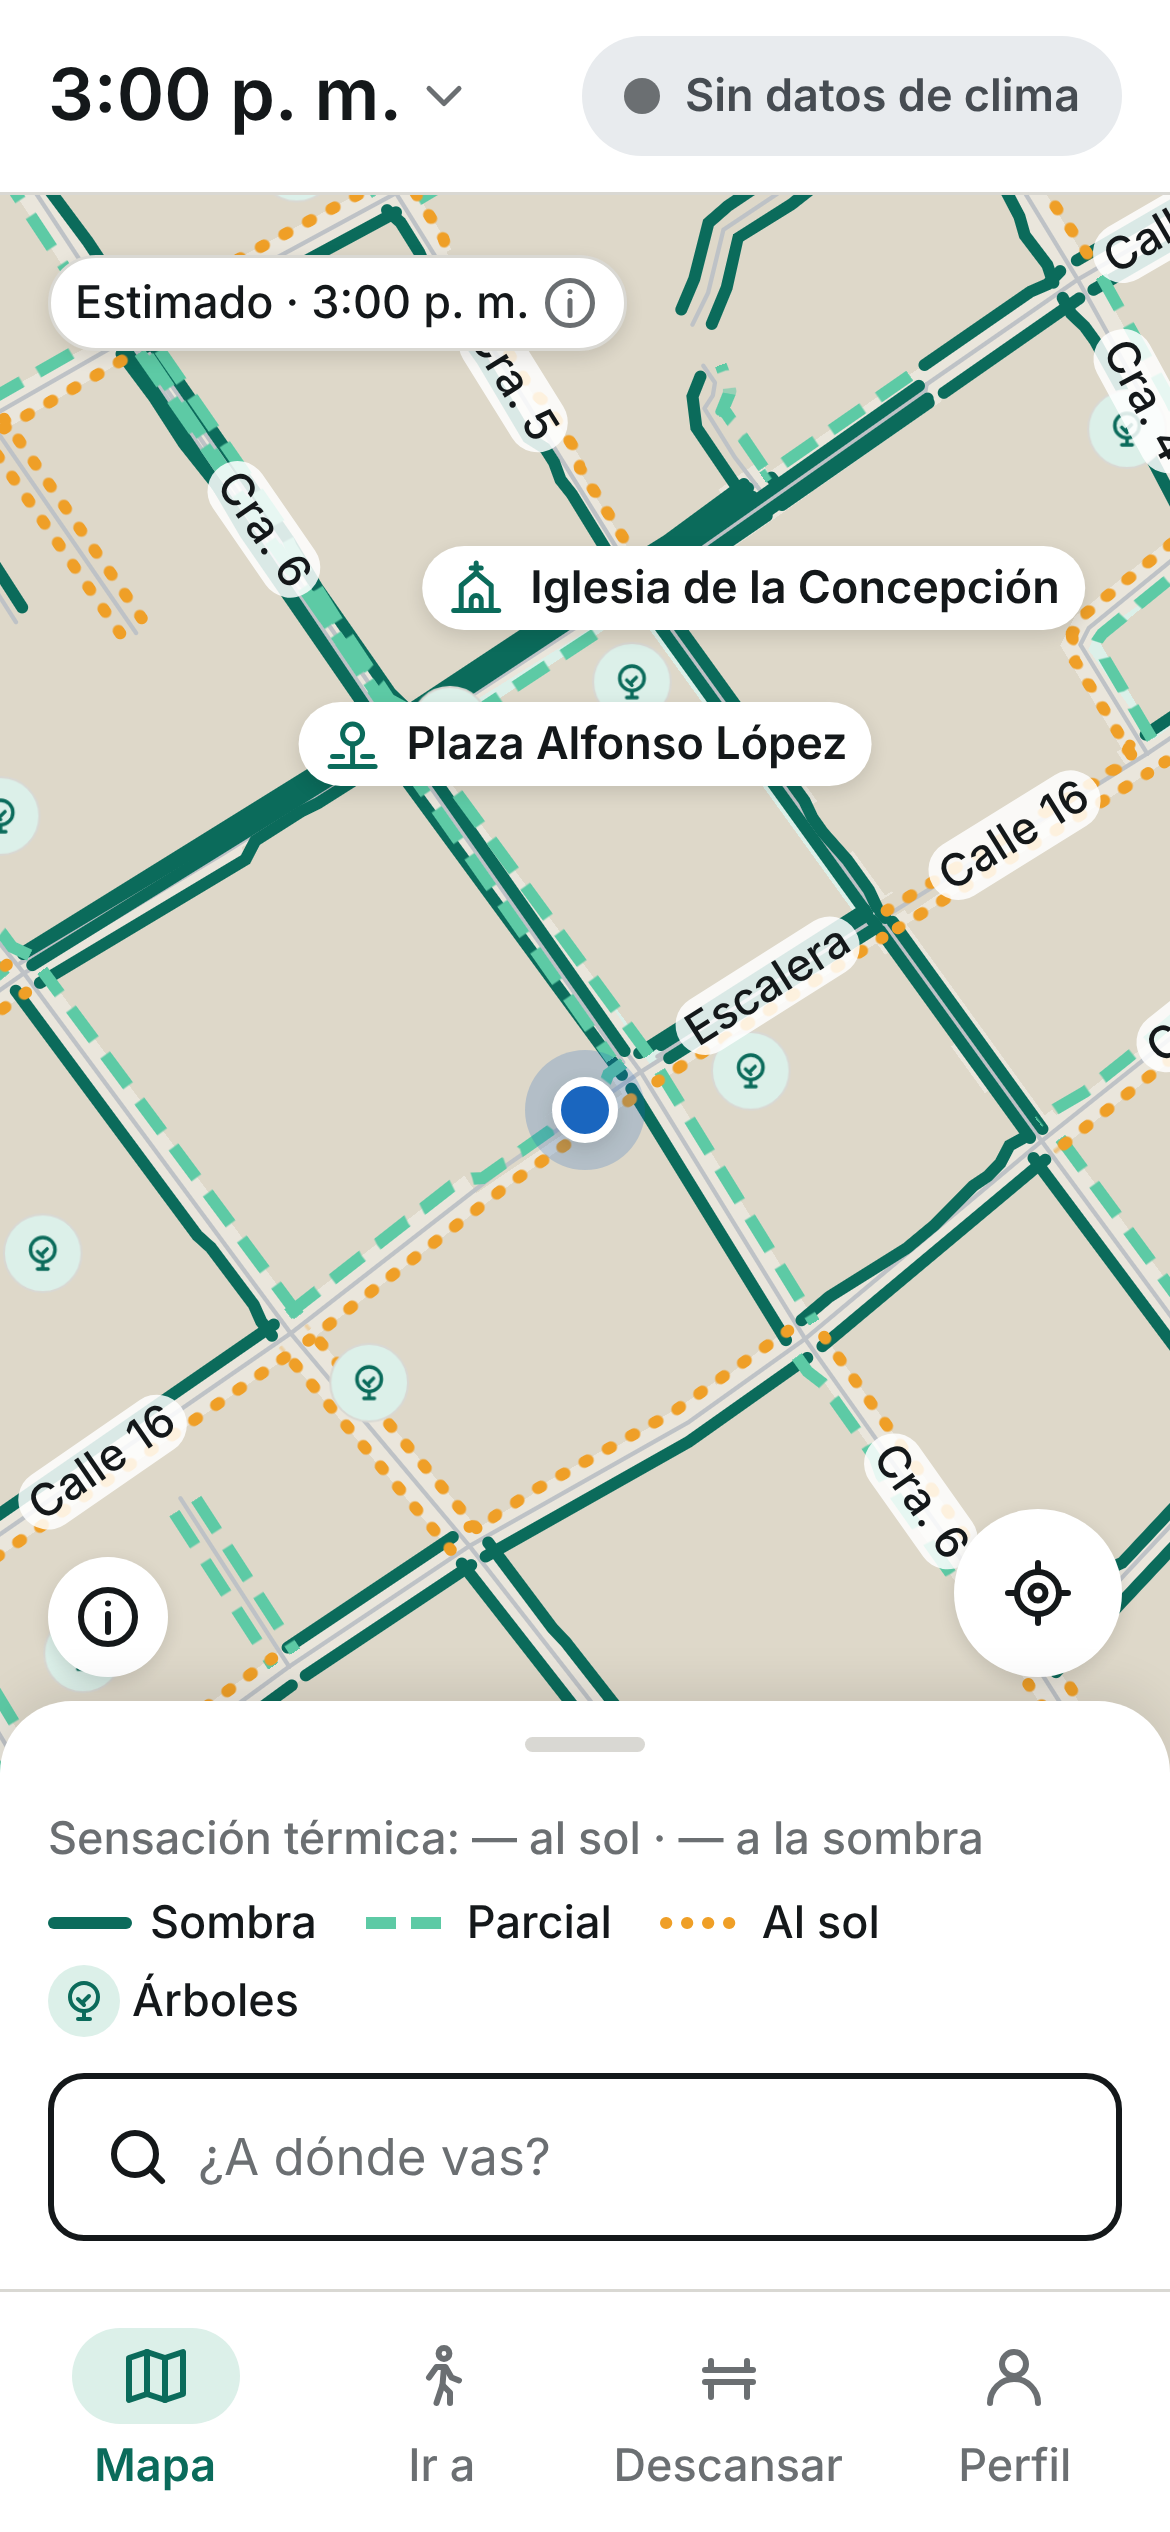 3:00 p. m.
Sin datos de clima
Estimado · 3:00 p. m.
Cra. 5
Cra. 4
Cra. 6
Iglesia de la Concepción
Plaza Alfonso López
Calle 16
Escalera
Calle 16
Cra. 6
Sensación térmica: — al sol · — a la sombra
Sombra
Parcial
Al sol
Árboles
¿A dónde vas?
Mapa
Ir a
Descansar
Perfil